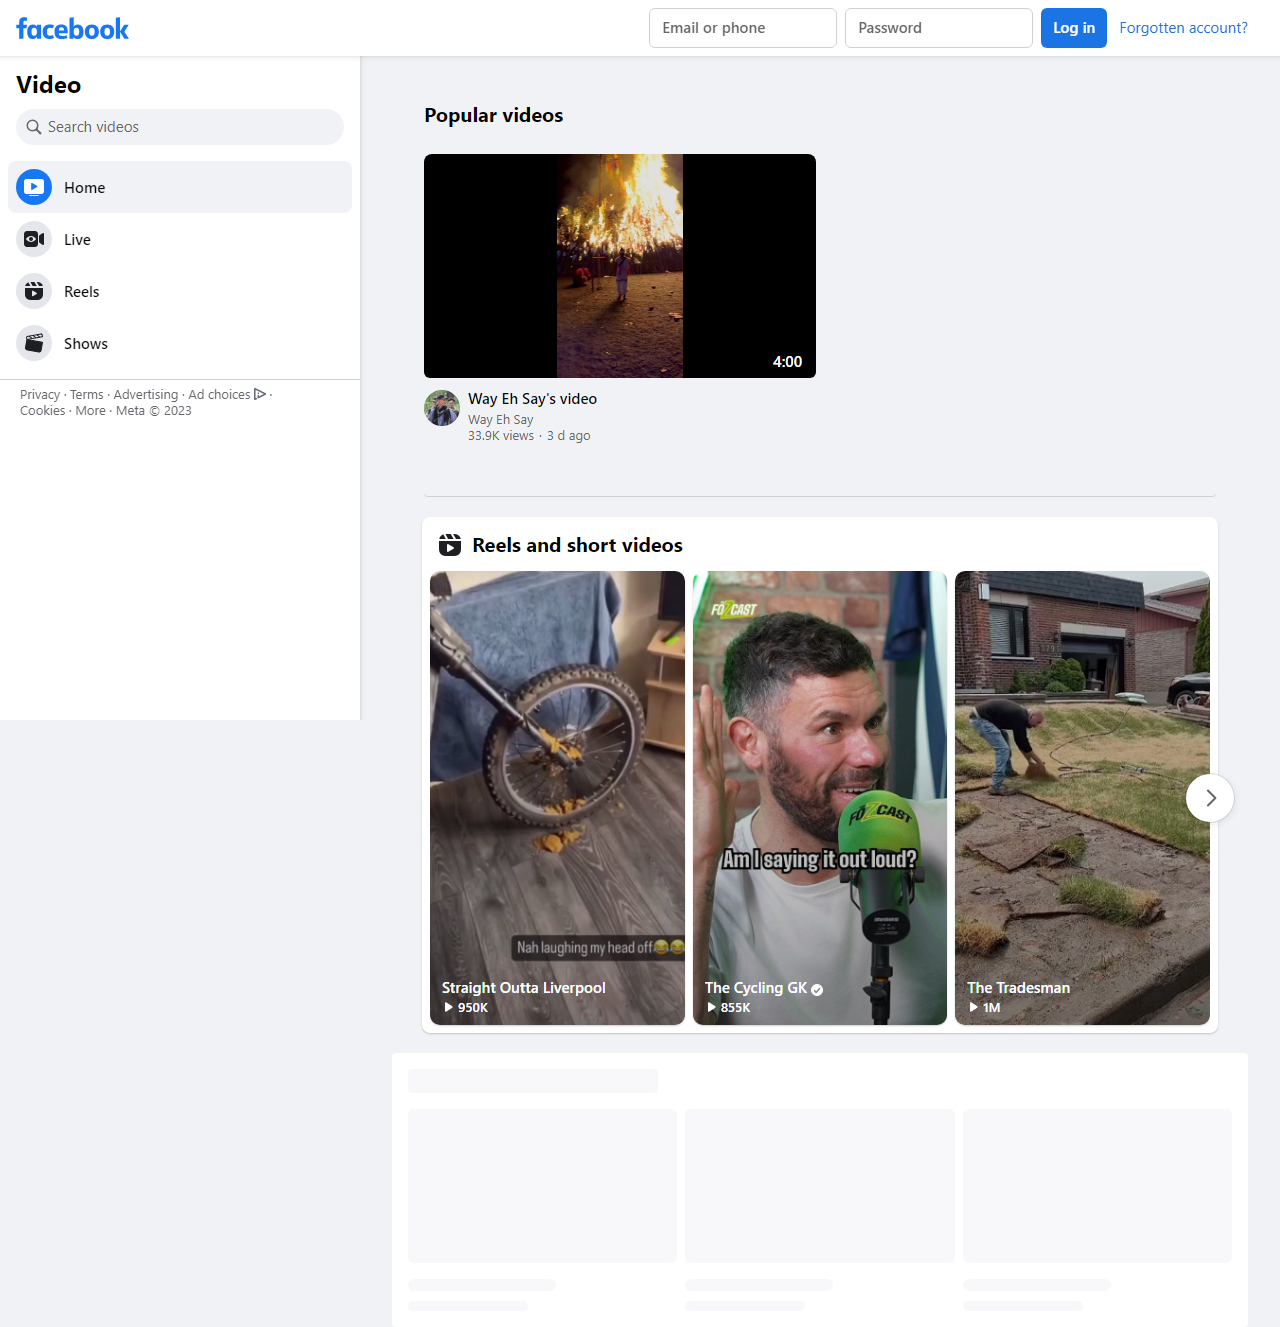 facebook
Email or phone
Password
Log in
Forgotten account?
Video
Search videos
Home
Live
Reels
Shows
Privacy · Terms · Advertising · Ad choices ·
Cookies · More · Meta © 2023
Popular videos
4:00
Way Eh Say's video
Way Eh Say
33.9K views · 3 d ago
Reels and short videos
Nah laughing my head off😂😂
Straight Outta Liverpool
950K
FOZCAST
FOZCAST
Am I saying it out loud?
The Cycling GK
855K
The Tradesman
1M